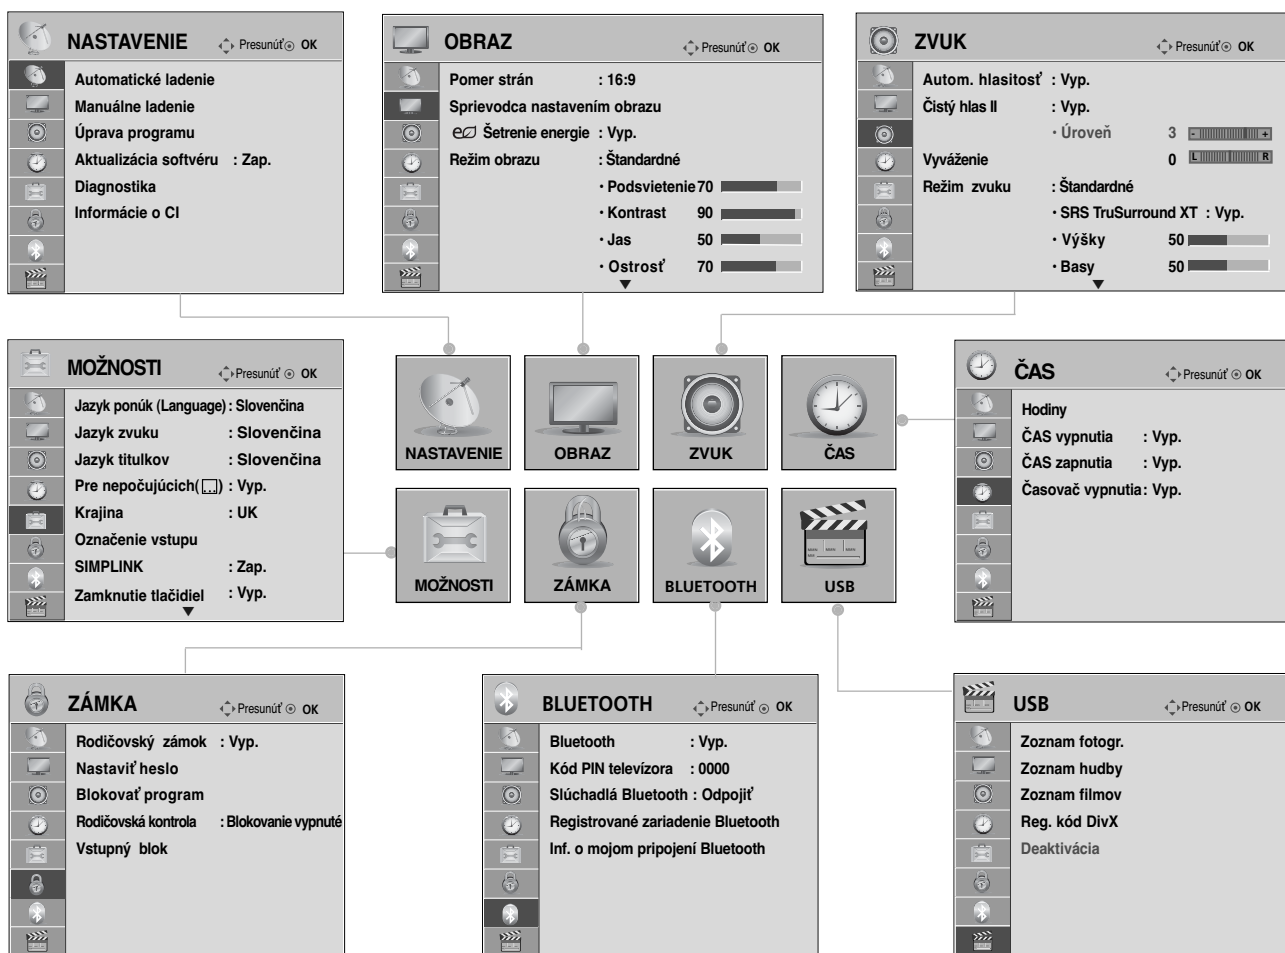 NASTAVENIE Presunúť OK
Automatické ladenie
Manuálne ladenie
Úprava programu
Aktualizácia softvéru : Zap.
Diagnostika
Informácie o CI
OBRAZ Presunúť OK
Pomer strán : 16:9
Sprievodca nastavením obrazu
Šetrenie energie : Vyp.
Režim obrazu : Štandardné
• Podsvietenie 70
• Kontrast 90
• Jas 50
• Ostrosť 70
ZVUK Presunúť OK
Autom. hlasitosť : Vyp.
Čistý hlas II : Vyp.
• Úroveň 3 - +
Vyváženie 0 L R
Režim zvuku : Štandardné
• SRS TruSurround XT : Vyp.
• Výšky 50
• Basy 50
MOŽNOSTI Presunúť OK
Jazyk ponúk (Language) : Slovenčina
Jazyk zvuku : Slovenčina
Jazyk titulkov : Slovenčina
Pre nepočujúcich( ) : Vyp.
Krajina : UK
Označenie vstupu
SIMPLINK : Zap.
Zamknutie tlačidiel : Vyp.
NASTAVENIE
OBRAZ
ZVUK
ČAS
MOŽNOSTI
ZÁMKA
BLUETOOTH
USB
ČAS Presunúť OK
Hodiny
ČAS vypnutia : Vyp.
ČAS zapnutia : Vyp.
Časovač vypnutia : Vyp.
ZÁMKA Presunúť OK
Rodičovský zámok : Vyp.
Nastaviť heslo
Blokovať program
Rodičovská kontrola : Blokovanie vypnuté
Vstupný blok
BLUETOOTH Presunúť OK
Bluetooth : Vyp.
Kód PIN televízora : 0000
Slúchadlá Bluetooth : Odpojiť
Registrované zariadenie Bluetooth
Inf. o mojom pripojení Bluetooth
USB Presunúť OK
Zoznam fotogr.
Zoznam hudby
Zoznam filmov
Reg. kód DivX
Deaktivácia